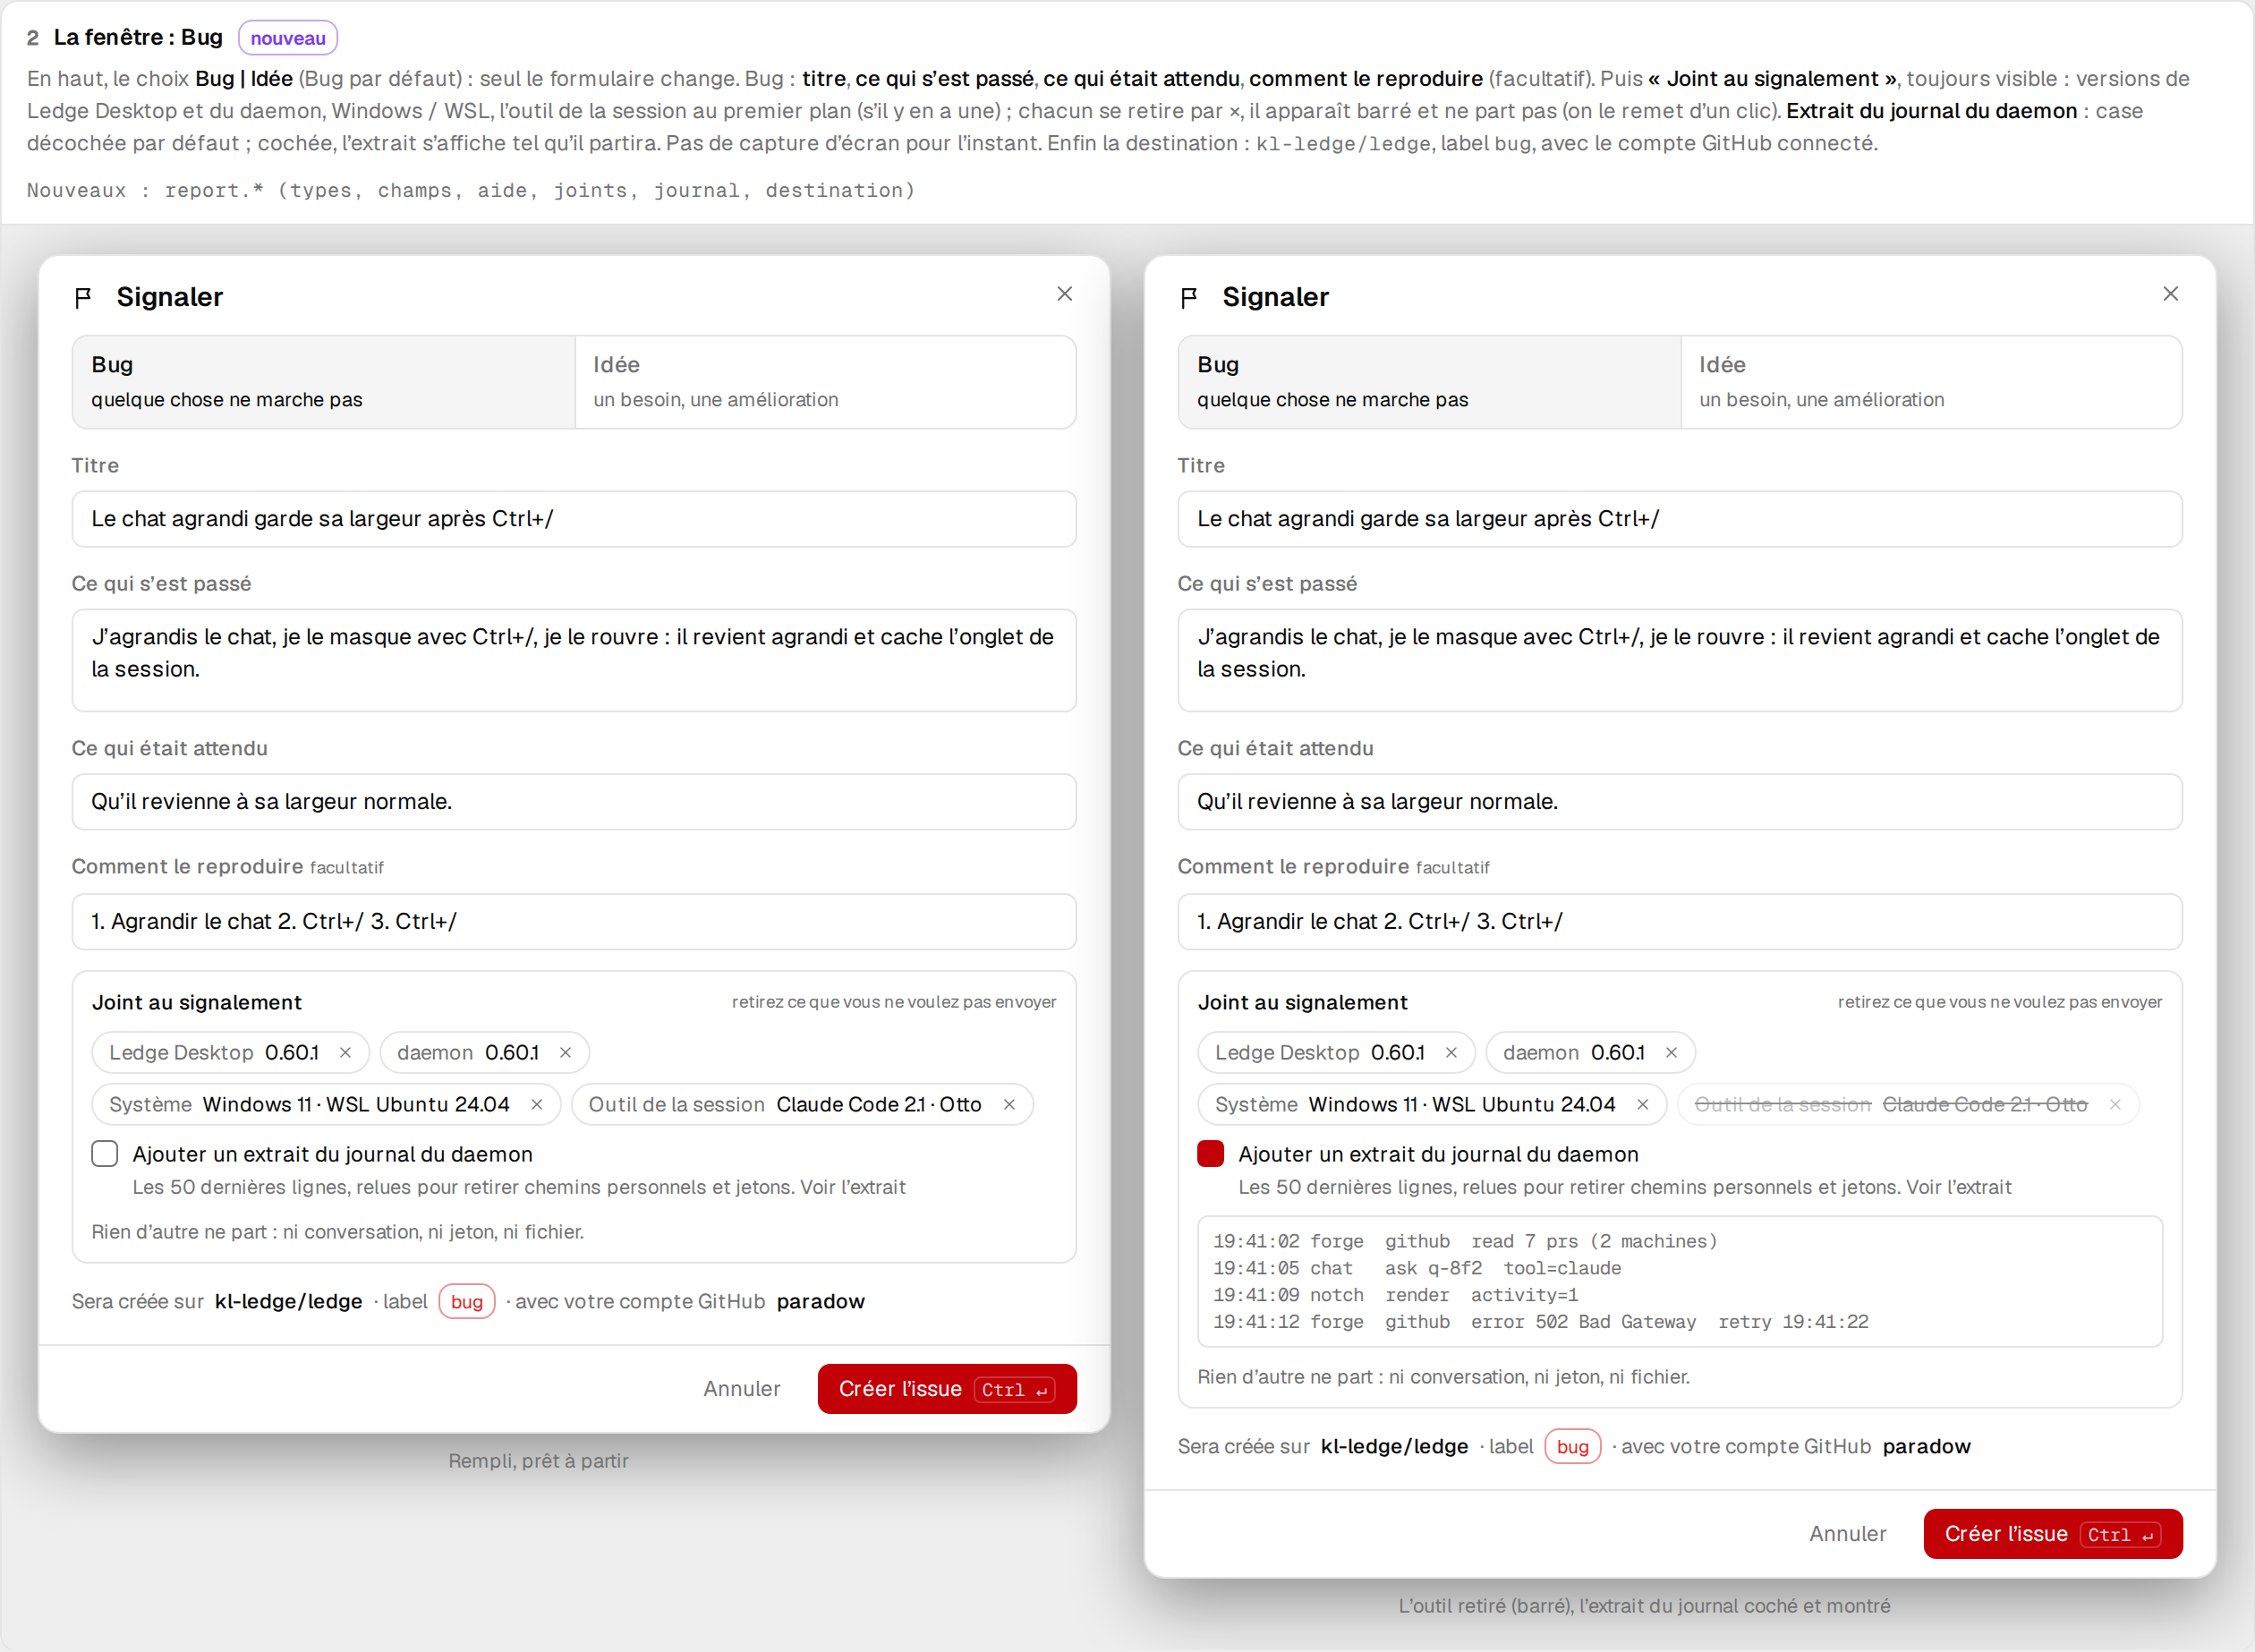 2 La fenêtre : Bug nouveau
En haut, le choix Bug | Idée (Bug par défaut) : seul le formulaire change. Bug : titre, ce qui s’est passé, ce qui était attendu, comment le reproduire (facultatif). Puis « Joint au signalement », toujours visible : versions de
Ledge Desktop et du daemon, Windows / WSL, l’outil de la session au premier plan (s’il y en a une) ; chacun se retire par ×, il apparaît barré et ne part pas (on le remet d’un clic). Extrait du journal du daemon : case
décochée par défaut ; cochée, l’extrait s’affiche tel qu’il partira. Pas de capture d’écran pour l’instant. Enfin la destination : kl-ledge/ledge, label bug, avec le compte GitHub connecté.
Nouveaux : report.* (types, champs, aide, joints, journal, destination)
Signaler
Bug
quelque chose ne marche pas
Idée
un besoin, une amélioration
Titre
Le chat agrandi garde sa largeur après Ctrl+/
Ce qui s’est passé
J’agrandis le chat, je le masque avec Ctrl+/, je le rouvre : il revient agrandi et cache l’onglet de
la session.
Ce qui était attendu
Qu’il revienne à sa largeur normale.
Comment le reproduire facultatif
1. Agrandir le chat 2. Ctrl+/ 3. Ctrl+/
Joint au signalement retirez ce que vous ne voulez pas envoyer
Ledge Desktop 0.60.1 × daemon 0.60.1 ×
Système Windows 11 · WSL Ubuntu 24.04 × Outil de la session Claude Code 2.1 · Otto ×
Ajouter un extrait du journal du daemon
Les 50 dernières lignes, relues pour retirer chemins personnels et jetons. Voir l’extrait
Rien d’autre ne part : ni conversation, ni jeton, ni fichier.
Sera créée sur kl-ledge/ledge · label bug · avec votre compte GitHub paradow
Annuler Créer l’issue Ctrl ↵
Rempli, prêt à partir
Signaler
Bug
quelque chose ne marche pas
Idée
un besoin, une amélioration
Titre
Le chat agrandi garde sa largeur après Ctrl+/
Ce qui s’est passé
J’agrandis le chat, je le masque avec Ctrl+/, je le rouvre : il revient agrandi et cache l’onglet de
la session.
Ce qui était attendu
Qu’il revienne à sa largeur normale.
Comment le reproduire facultatif
1. Agrandir le chat 2. Ctrl+/ 3. Ctrl+/
Joint au signalement retirez ce que vous ne voulez pas envoyer
Ledge Desktop 0.60.1 × daemon 0.60.1 ×
Système Windows 11 · WSL Ubuntu 24.04 × Outil de la session Claude Code 2.1 · Otto ×
Ajouter un extrait du journal du daemon
Les 50 dernières lignes, relues pour retirer chemins personnels et jetons. Voir l’extrait
19:41:02 forge github read 7 prs (2 machines)
19:41:05 chat ask q-8f2 tool=claude
19:41:09 notch render activity=1
19:41:12 forge github error 502 Bad Gateway retry 19:41:22
Rien d’autre ne part : ni conversation, ni jeton, ni fichier.
Sera créée sur kl-ledge/ledge · label bug · avec votre compte GitHub paradow
Annuler Créer l’issue Ctrl ↵
L’outil retiré (barré), l’extrait du journal coché et montré